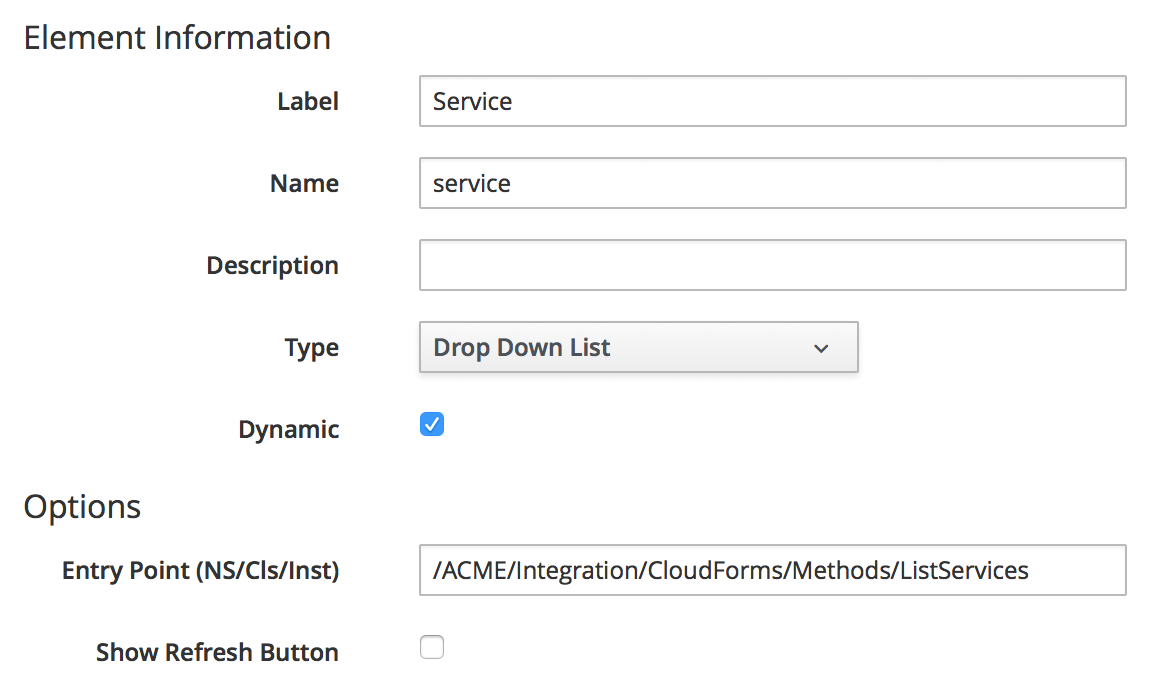 Element Information
Label Service
Name service
Description
Type Drop Down List
Dynamic
Options
Entry Point (NS/Cls/Inst) /ACME/Integration/CloudForms/Methods/ListServices
Show Refresh Button